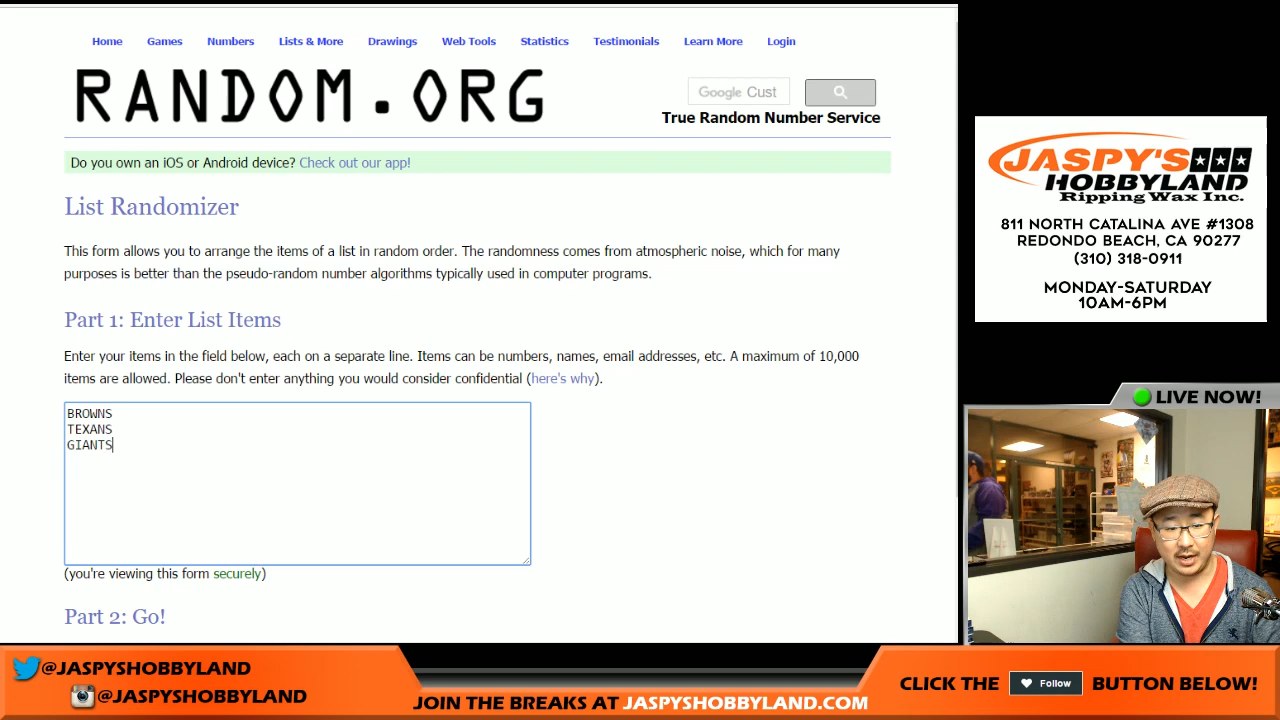 Home Games Numbers Lists & More Drawings Web Tools Statistics Testimonials Learn More Login
RANDOM.ORG
Google Cust
True Random Number Service
Do you own an iOS or Android device? Check out our app!
List Randomizer
This form allows you to arrange the items of a list in random order. The randomness comes from atmospheric noise, which for many
purposes is better than the pseudo-random number algorithms typically used in computer programs.
Part 1: Enter List Items
Enter your items in the field below, each on a separate line. Items can be numbers, names, email addresses, etc. A maximum of 10,000
items are allowed. Please don't enter anything you would consider confidential (here's why).
BROWNS
TEXANS
GIANTS
(you're viewing this form securely)
Part 2: Go!
JASPY'S
HOBBYLAND
Ripping Wax Inc.
811 NORTH CATALINA AVE #1308
REDONDO BEACH, CA 90277
(310) 318-0911
MONDAY-SATURDAY
10AM-6PM
LIVE NOW!
@JASPYSHOBBYLAND
@JASPYSHOBBYLAND
JOIN THE BREAKS AT JASPYSHOBBYLAND.COM
CLICK THE Follow BUTTON BELOW!